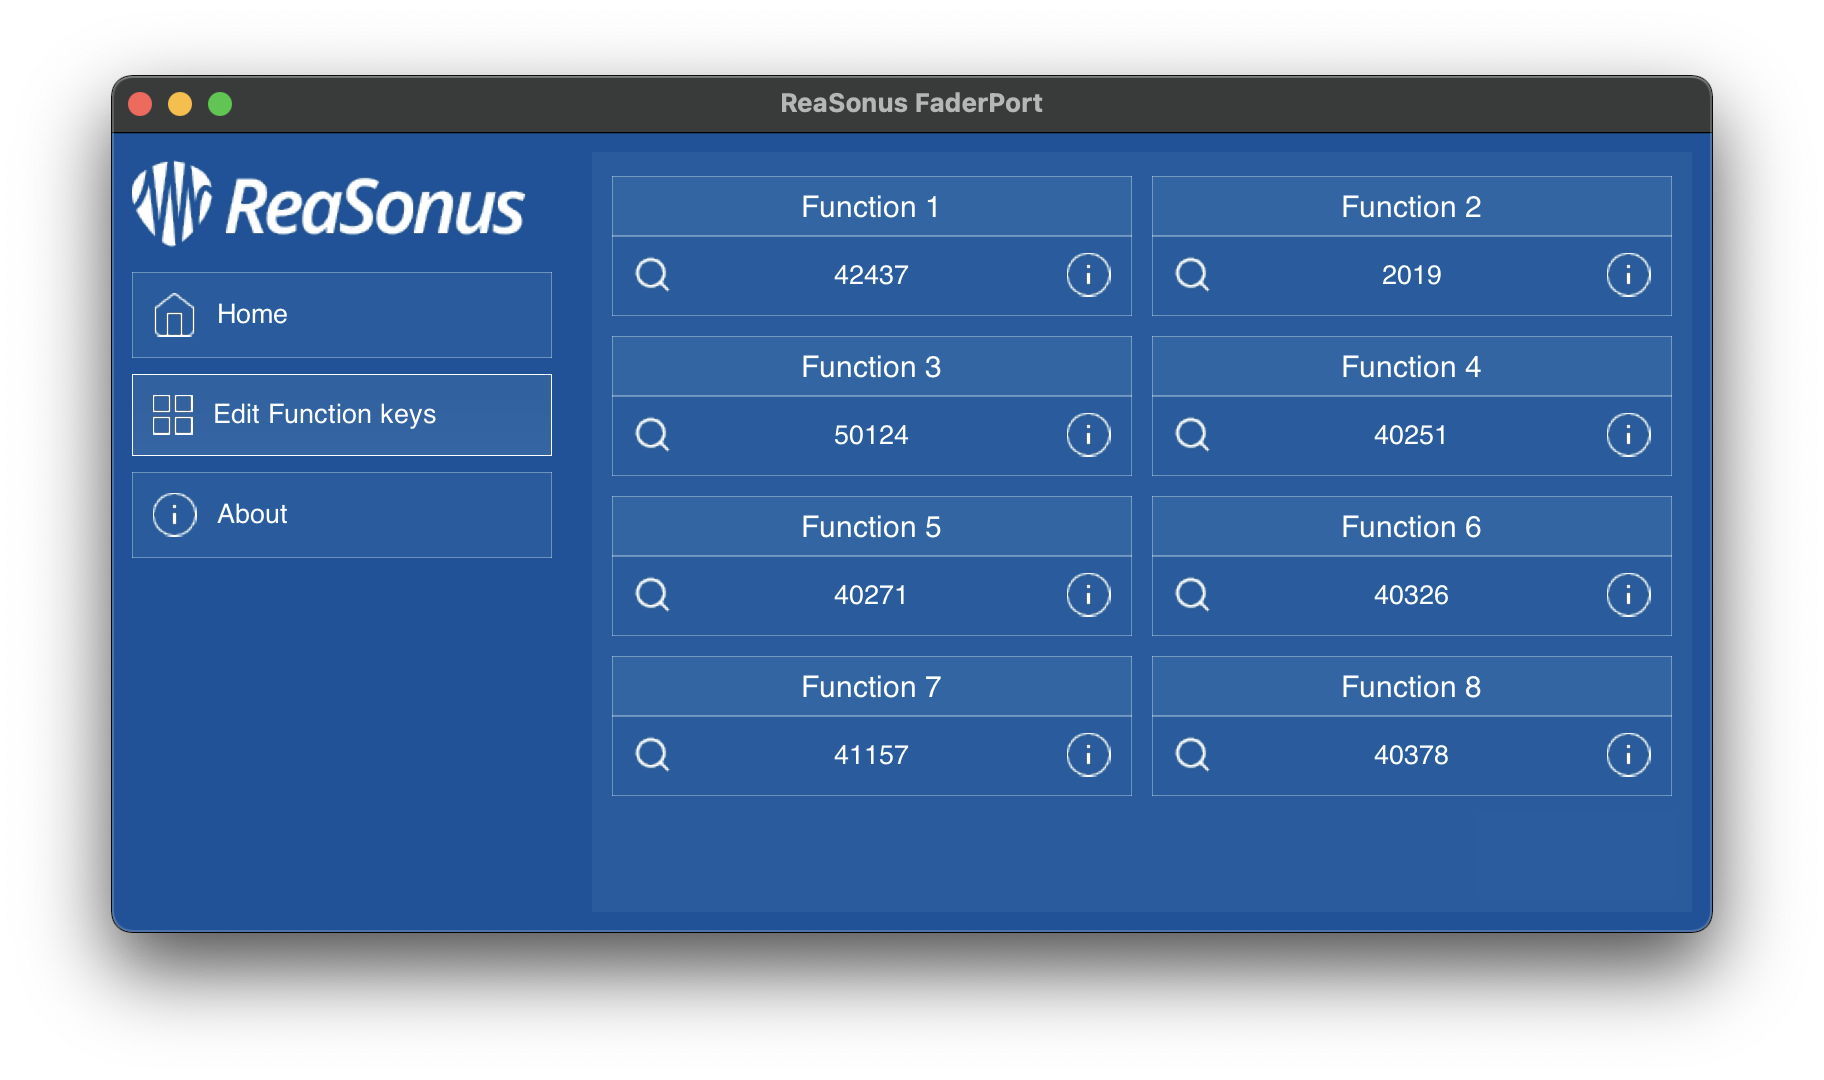 ReaSonus FaderPort
ReaSonus
Home
Edit Function keys
About
Function 1
42437
Function 2
2019
Function 3
50124
Function 4
40251
Function 5
40271
Function 6
40326
Function 7
41157
Function 8
40378